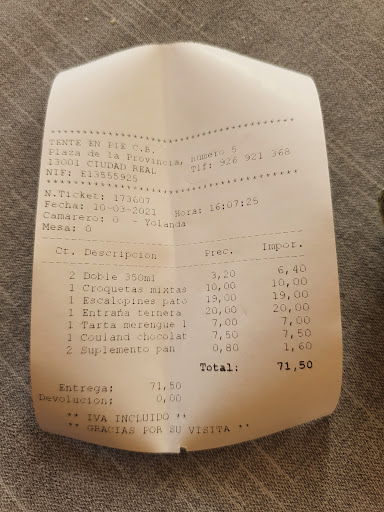 TENTE EN PIE C.B.
Plaza de la Provincia, número 5
13001 CIUDAD REAL Tlf: 926 921 368
NIF: E13555925
N.Ticket: 173607
Fecha: 10-03-2021 Hora: 16:07:25
Camarero: 0 - Yolanda
Mesa: 0
Ct. Descripcion Prec. Impor.
2 Doble 350ml 3,20 6,40
1 Croquetas mixtas 10,00 10,00
1 Escalopines pato 19,00 19,00
1 Entraña ternera 20,00 20,00
1 Tarta merengue l 7,00 7,00
1 Couland chocolat 7,50 7,50
2 Suplemento pan 0,80 1,60
Total: 71,50
Entrega: 71,50
Devolucion: 0,00
** IVA INCLUIDO **
** GRACIAS POR SU VISITA **